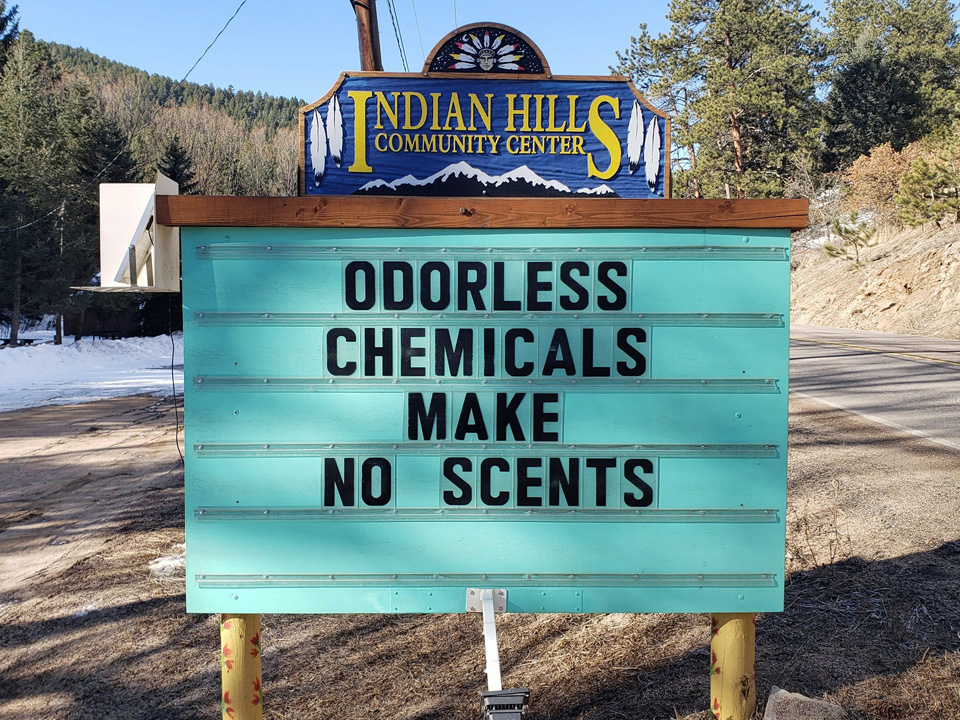 INDIAN HILLS
COMMUNITY CENTER
ODORLESS
CHEMICALS
MAKE
NO SCENTS